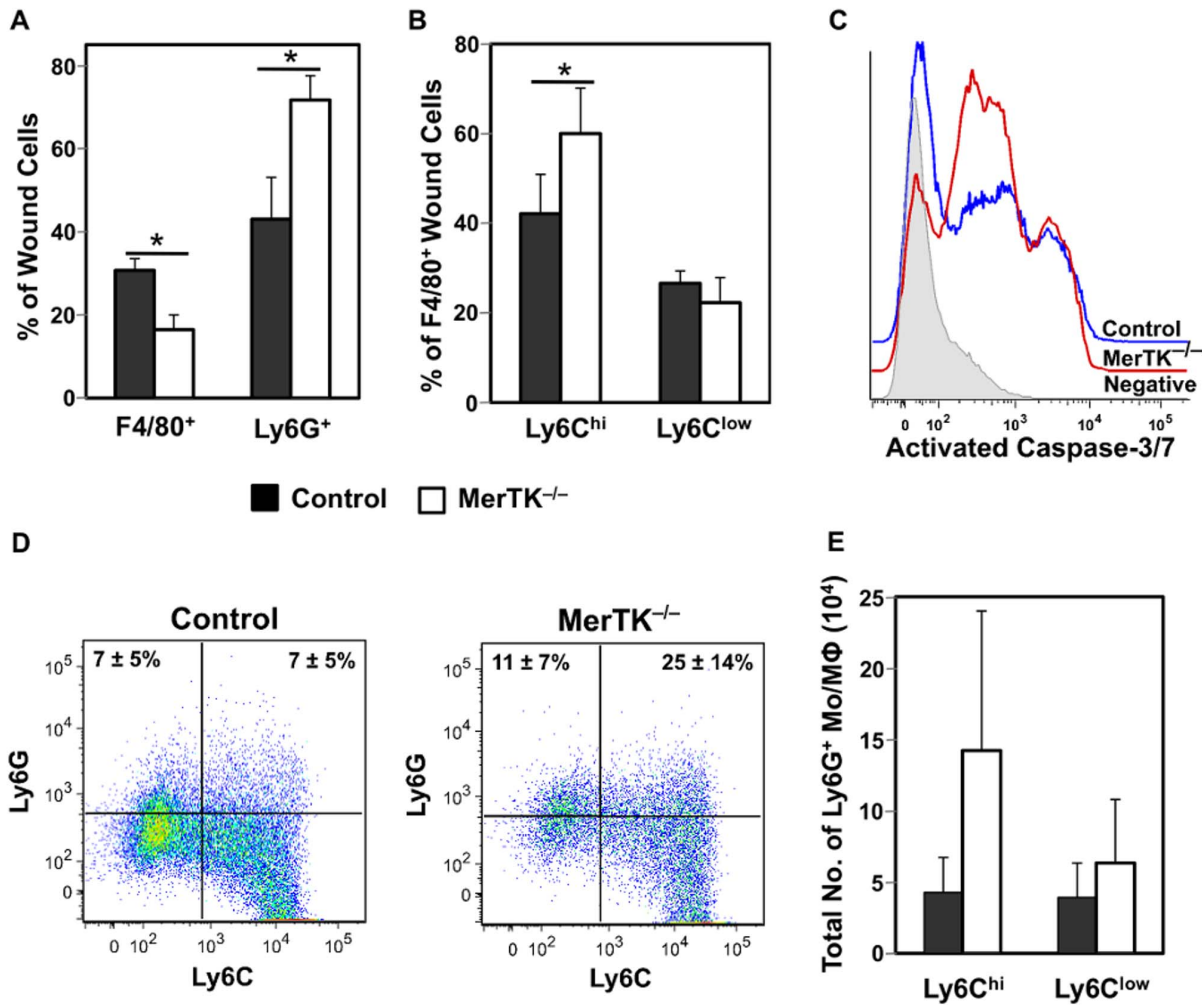 A
% of Wound Cells
80
60
40
20
0
*
*
F4/80⁺
Ly6G⁺
B
% of F4/80⁺ Wound Cells
80
60
40
20
0
*
Ly6Cʰⁱ
Ly6Cˡᵒʷ
C
Control
MerTK⁻/⁻
Negative
0 10² 10³ 10⁴ 10⁵
Activated Caspase-3/7
Control MerTK⁻/⁻
D
Control
7 ± 5% 7 ± 5%
Ly6G
10⁵
10⁴
10³
10²
0
0 10² 10³ 10⁴ 10⁵
Ly6C
MerTK⁻/⁻
11 ± 7% 25 ± 14%
Ly6G
10⁵
10⁴
10³
10²
0
0 10² 10³ 10⁴ 10⁵
Ly6C
E
Total No. of Ly6G⁺ Mo/MΦ (10⁴)
25
20
15
10
5
0
Ly6Cʰⁱ
Ly6Cˡᵒʷ